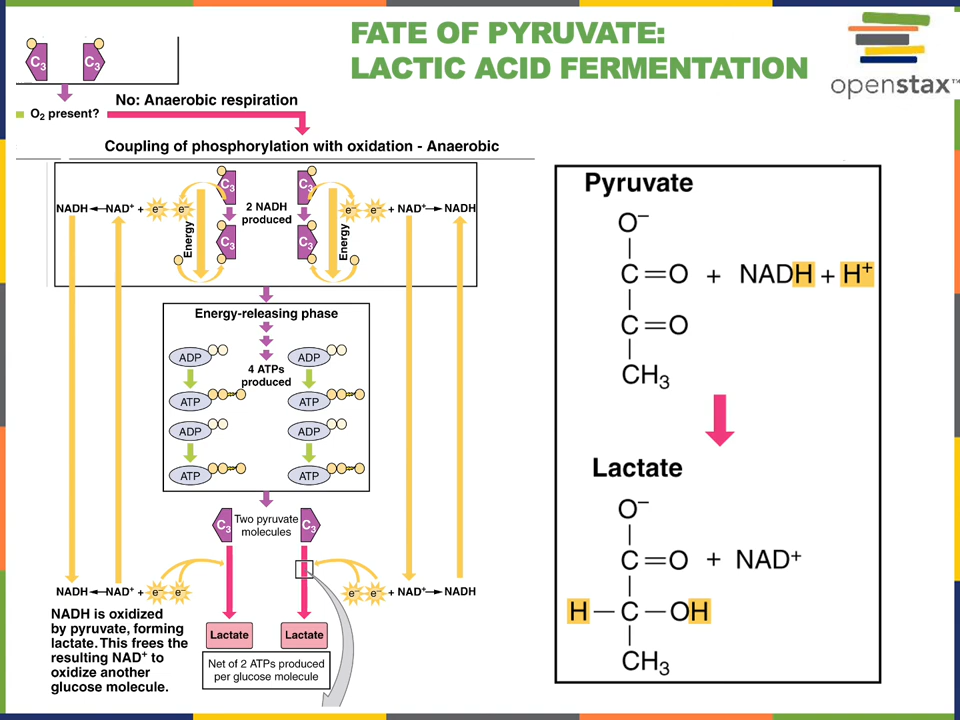 FATE OF PYRUVATE:
LACTIC ACID FERMENTATION
openstax™
C₃
C₃
O₂ present?
No: Anaerobic respiration
Coupling of phosphorylation with oxidation - Anaerobic
C₃
C₃
NADH
NAD⁺ +
e⁻
e⁻
2 NADH
produced
e⁻
e⁻
+ NAD⁺
NADH
Energy
C₃
C₃
Energy
Energy-releasing phase
ADP
ADP
4 ATPs
produced
ATP
ATP
ADP
ADP
ATP
ATP
C₃
Two pyruvate
molecules
C₃
NADH
NAD⁺ +
e⁻
e⁻
e⁻
e⁻
+ NAD⁺
NADH
NADH is oxidized
by pyruvate, forming
lactate. This frees the
resulting NAD⁺ to
oxidize another
glucose molecule.
Lactate
Lactate
Net of 2 ATPs produced
per glucose molecule
Pyruvate
O⁻
C=O + NADH + H⁺
C=O
CH₃
Lactate
O⁻
C=O + NAD⁺
H–C–OH
CH₃